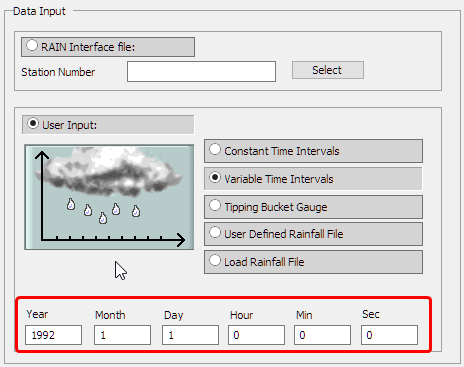 Data Input
RAIN Interface file:
Station Number
Select
User Input:
Constant Time Intervals
Variable Time Intervals
Tipping Bucket Gauge
User Defined Rainfall File
Load Rainfall File
Year Month Day Hour Min Sec
1992 1 1 0 0 0